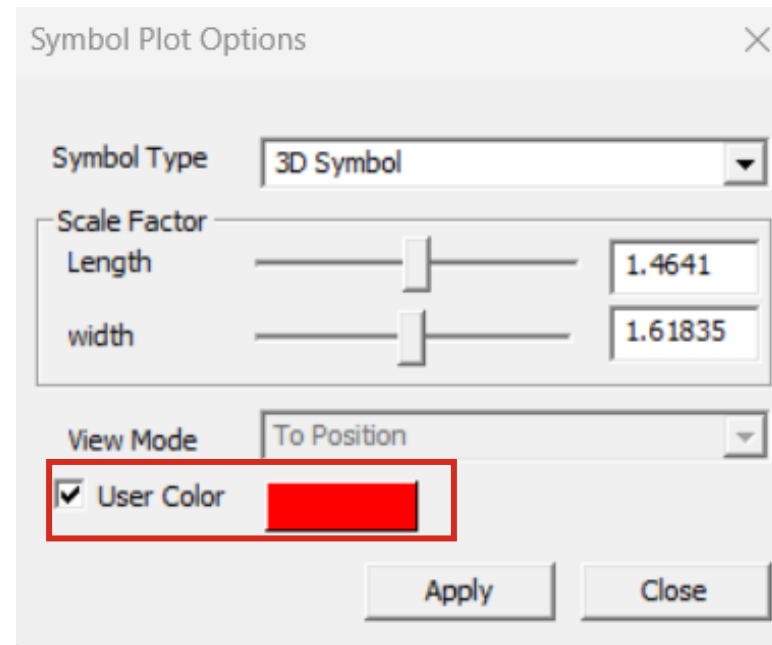 Symbol Plot Options
Symbol Type 3D Symbol
Scale Factor
Length 1.4641
width 1.61835
View Mode To Position
User Color
Apply Close